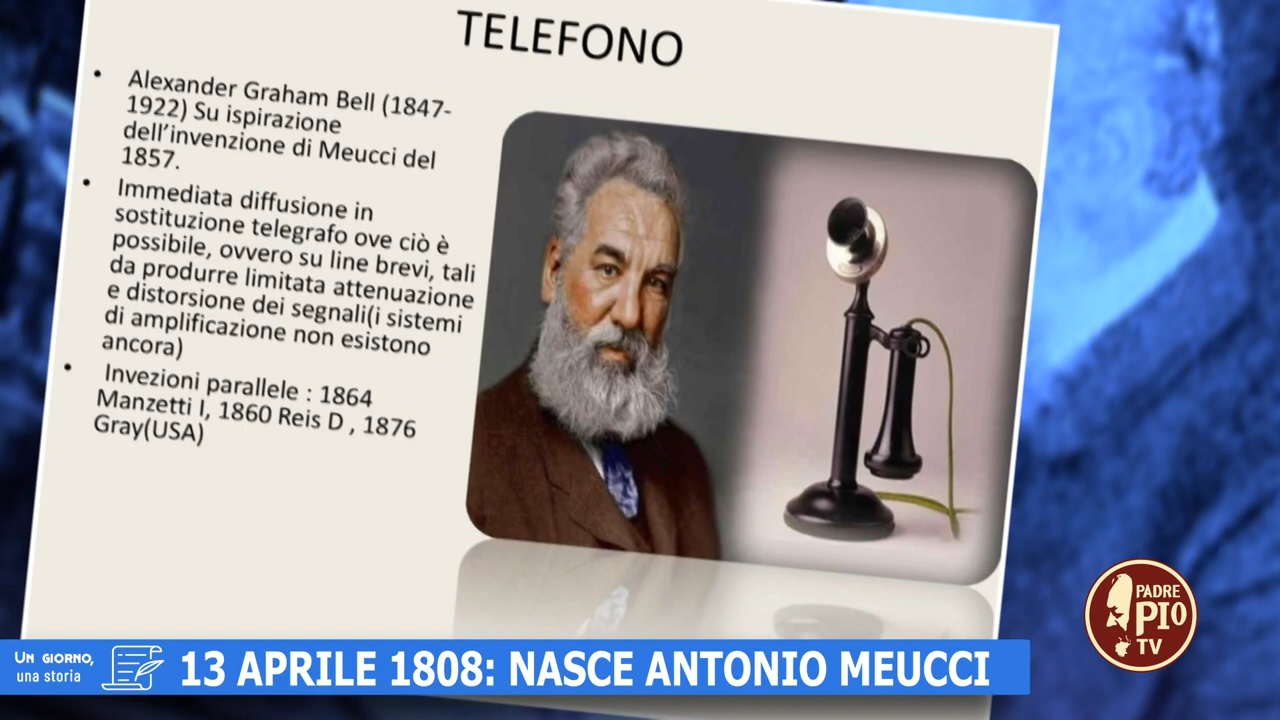 TELEFONO
• Alexander Graham Bell (1847-
1922) Su ispirazione
dell'invenzione di Meucci del
1857.
• Immediata diffusione in
sostituzione telegrafo ove ciò è
possibile, ovvero su line brevi, tali
da produrre limitata attenuazione
e distorsione dei segnali(i sistemi
di amplificazione non esistono
ancora)
• Invezioni parallele : 1864
Manzetti I, 1860 Reis D , 1876
Gray(USA)
PADRE
PIO
TV
UN GIORNO,
una storia
13 APRILE 1808: NASCE ANTONIO MEUCCI